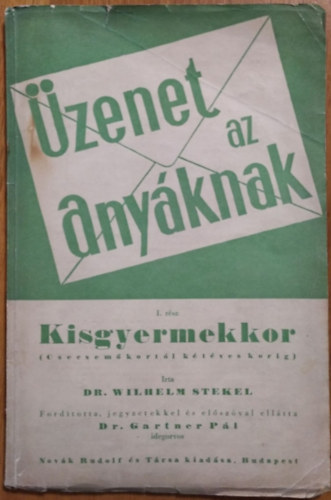 Üzenet
az
anyáknak
I. rész
Kisgyermekkor
(Csecsemőkortól kétéves korig)
Írta
DR. WILHELM STEKEL
Fordította, jegyzetekkel és előszóval ellátta
Dr. Gartner Pál
idegorvos
Novák Rudolf és Társa kiadása, Budapest